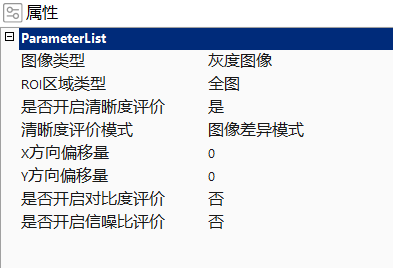 属性
ParameterList
图像类型 灰度图像
ROI区域类型 全图
是否开启清晰度评价 是
清晰度评价模式 图像差异模式
X方向偏移量 0
Y方向偏移量 0
是否开启对比度评价 否
是否开启信噪比评价 否